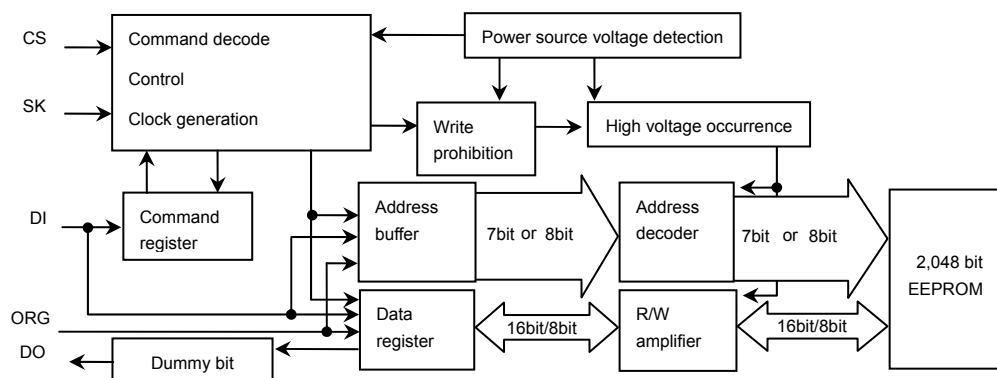 CS
Command decode
Power source voltage detection
Control
SK
Clock generation
Write
prohibition
High voltage occurrence
DI
Command
register
Address
buffer
7bit or 8bit
Address
decoder
7bit or 8bit
2,048 bit
EEPROM
ORG
Data
register
16bit/8bit
R/W
amplifier
16bit/8bit
DO
Dummy bit